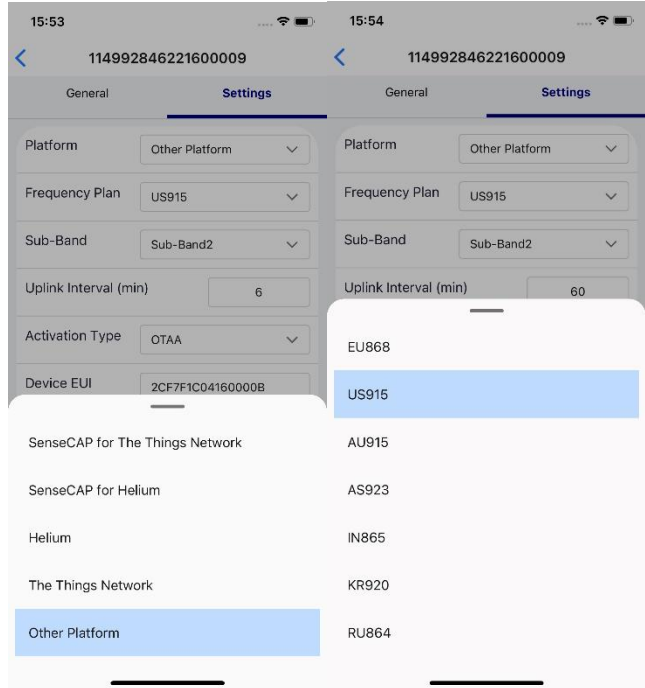 15:53
114992846221600009
General Settings
Platform Other Platform
Frequency Plan US915
Sub-Band Sub-Band2
Uplink Interval (min) 6
Activation Type OTAA
Device EUI 2CF7F1C04160000B
SenseCAP for The Things Network
SenseCAP for Helium
Helium
The Things Network
Other Platform
15:54
114992846221600009
General Settings
Platform Other Platform
Frequency Plan US915
Sub-Band Sub-Band2
Uplink Interval (min) 60
EU868
US915
AU915
AS923
IN865
KR920
RU864